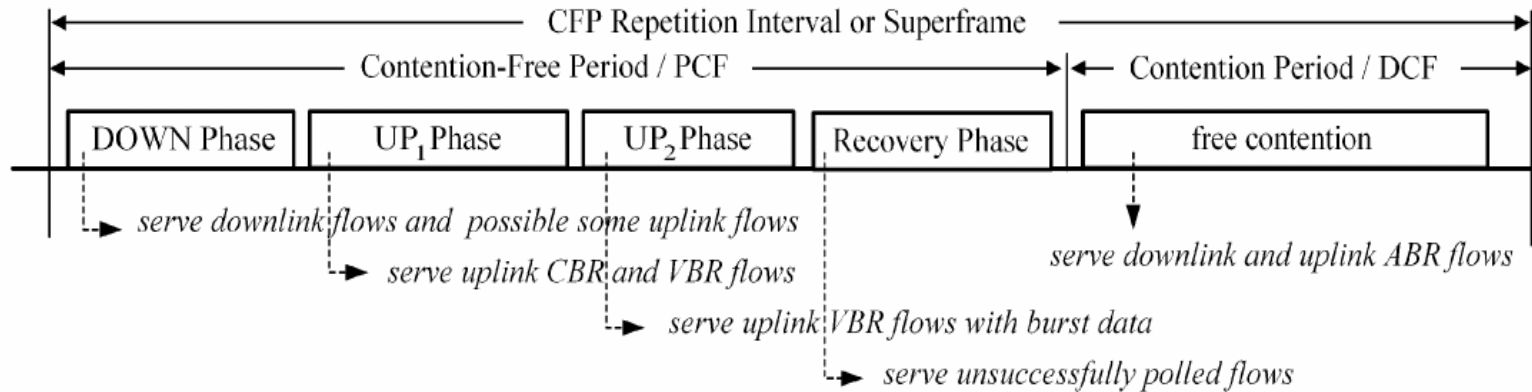 CFP Repetition Interval or Superframe
Contention-Free Period / PCF
Contention Period / DCF
DOWN Phase
UP₁ Phase
UP₂ Phase
Recovery Phase
free contention
serve downlink flows and possible some uplink flows
serve uplink CBR and VBR flows
serve downlink and uplink ABR flows
serve uplink VBR flows with burst data
serve unsuccessfully polled flows